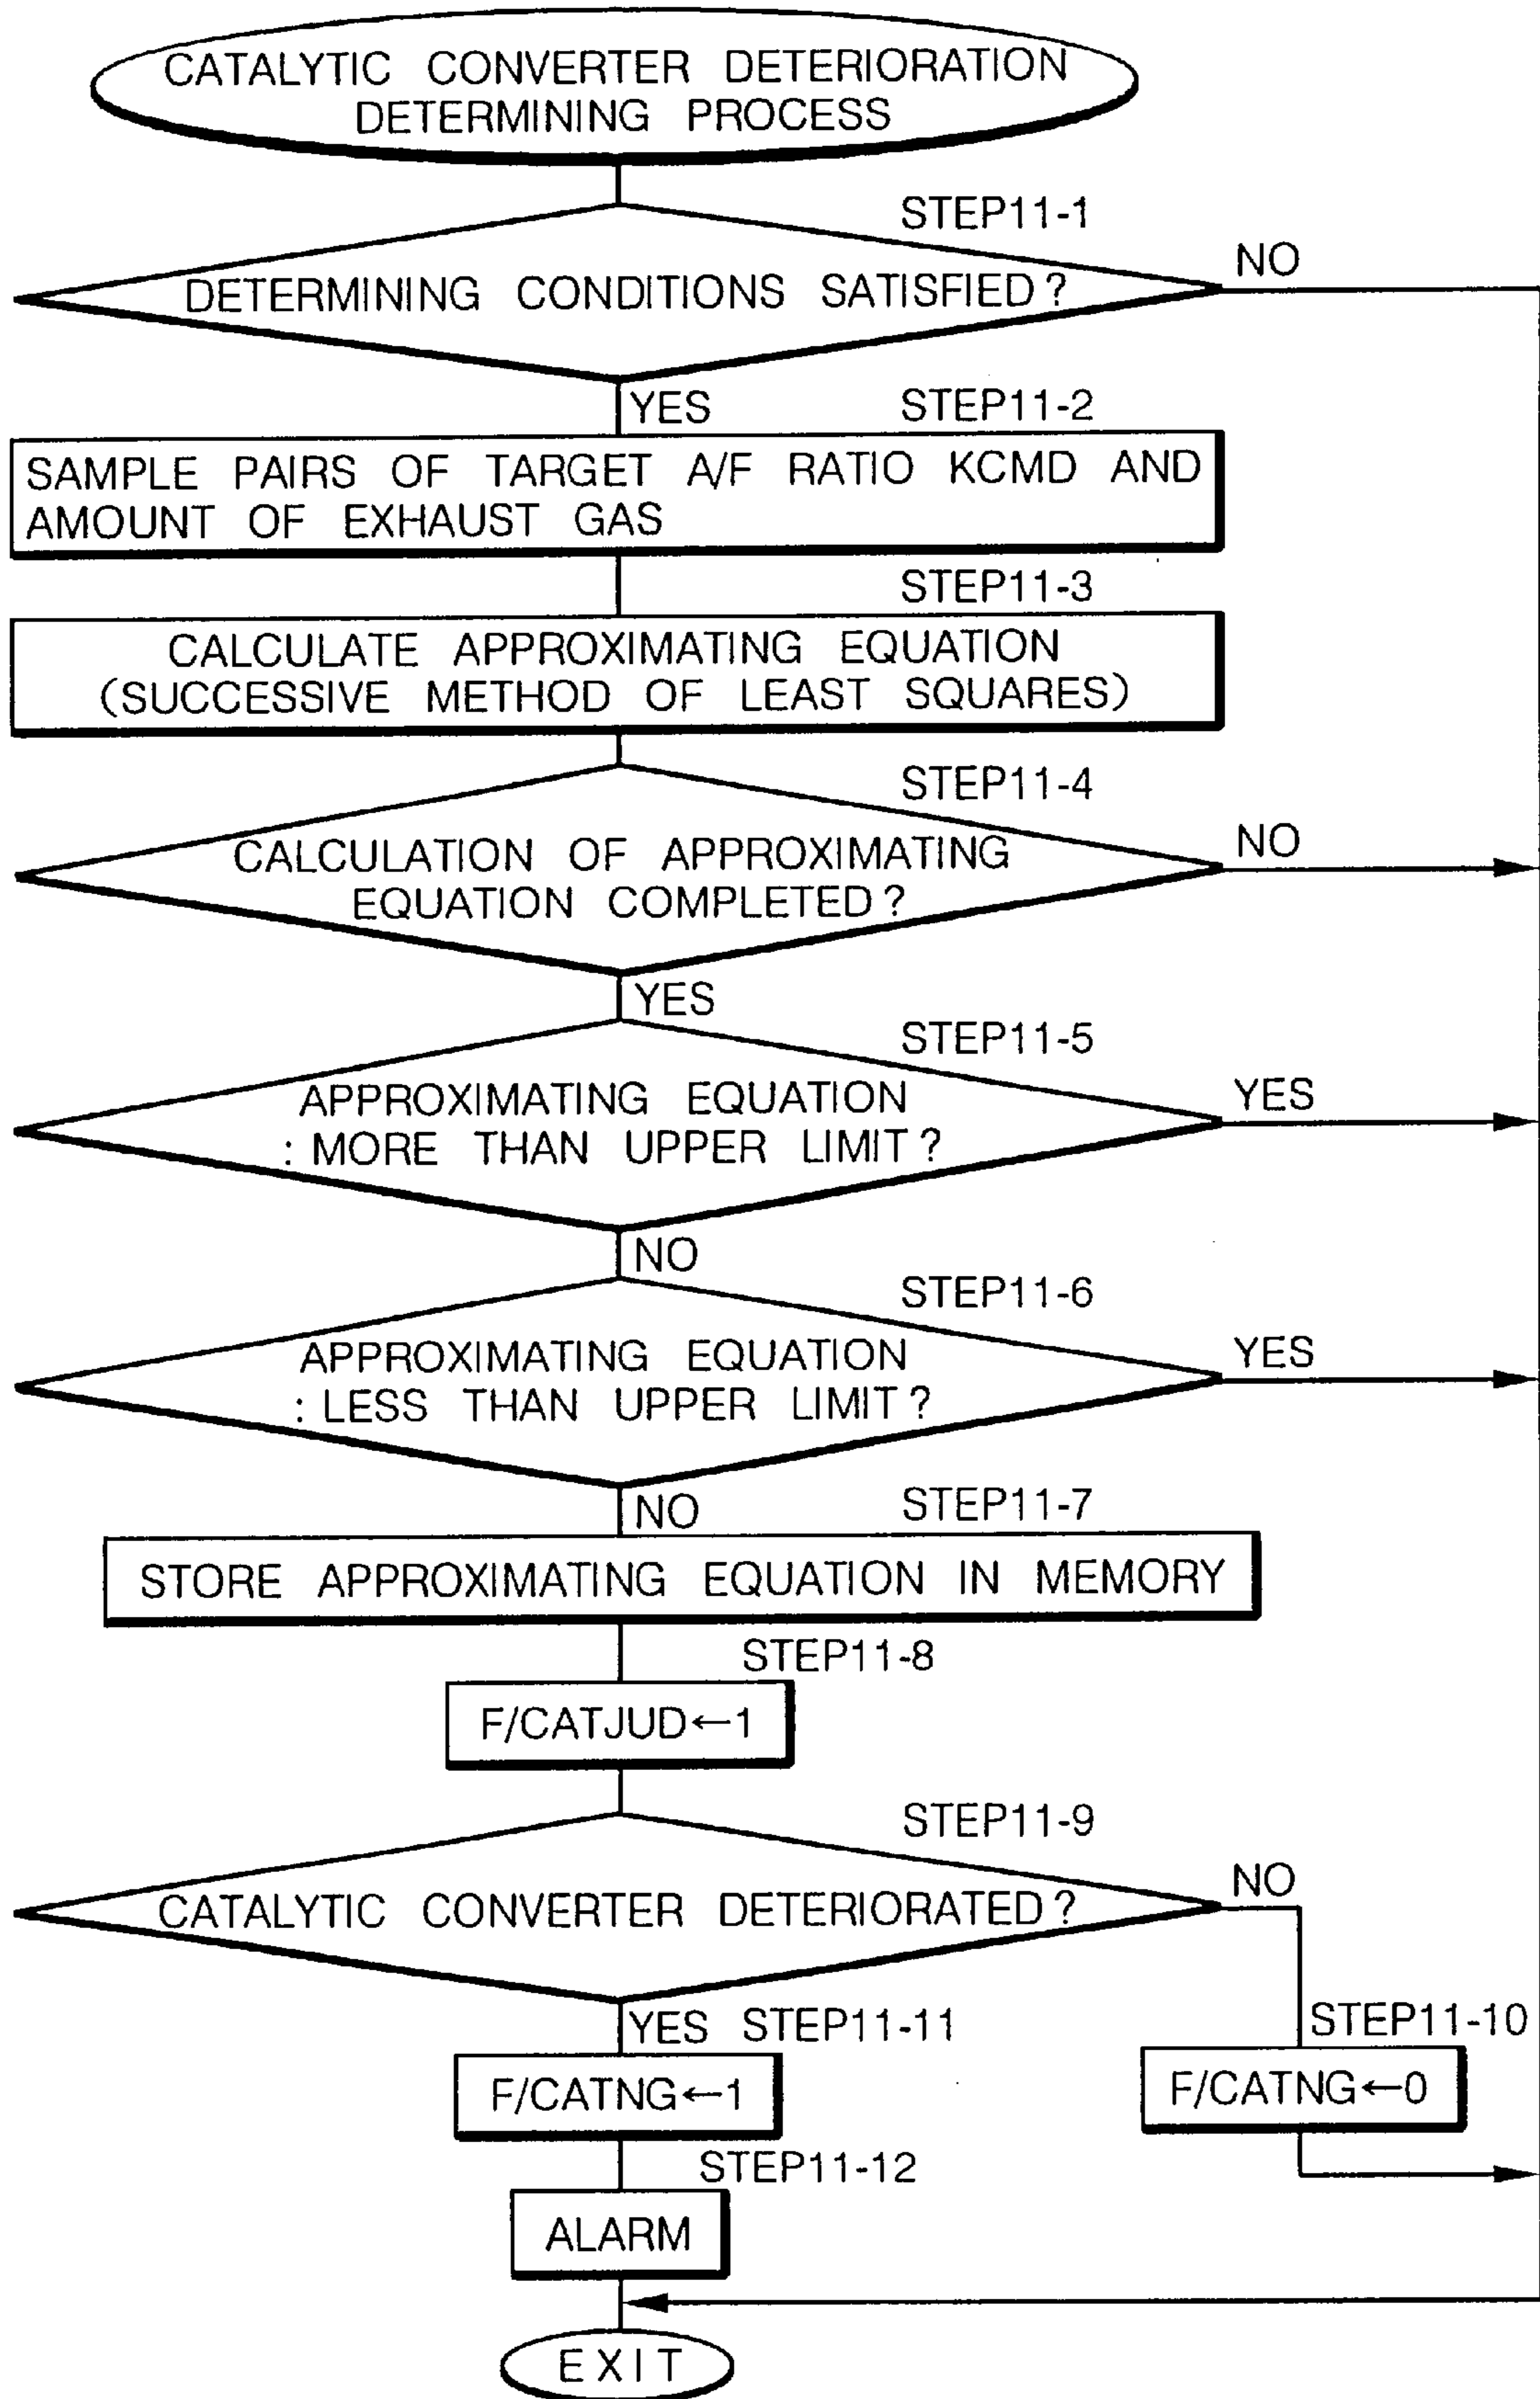 CATALYTIC CONVERTER DETERIORATION
DETERMINING PROCESS
STEP11-1
DETERMINING CONDITIONS SATISFIED?
NO
YES
STEP11-2
SAMPLE PAIRS OF TARGET A/F RATIO KCMD AND
AMOUNT OF EXHAUST GAS
STEP11-3
CALCULATE APPROXIMATING EQUATION
(SUCCESSIVE METHOD OF LEAST SQUARES)
STEP11-4
CALCULATION OF APPROXIMATING
EQUATION COMPLETED?
NO
YES
STEP11-5
APPROXIMATING EQUATION
: MORE THAN UPPER LIMIT?
YES
NO
STEP11-6
APPROXIMATING EQUATION
: LESS THAN UPPER LIMIT?
YES
NO
STEP11-7
STORE APPROXIMATING EQUATION IN MEMORY
STEP11-8
F/CATJUD←1
STEP11-9
CATALYTIC CONVERTER DETERIORATED?
NO
YES
STEP11-11
STEP11-10
F/CATNG←1
F/CATNG←0
STEP11-12
ALARM
EXIT